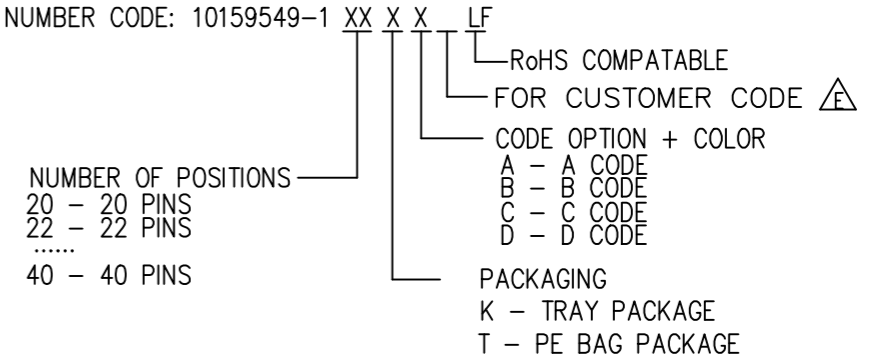 NUMBER CODE: 10159549-1 XX X X _ LF
RoHS COMPATABLE
FOR CUSTOMER CODE E
CODE OPTION + COLOR
A – A CODE
B – B CODE
C – C CODE
D – D CODE
NUMBER OF POSITIONS
20 – 20 PINS
22 – 22 PINS
......
40 – 40 PINS
PACKAGING
K – TRAY PACKAGE
T – PE BAG PACKAGE